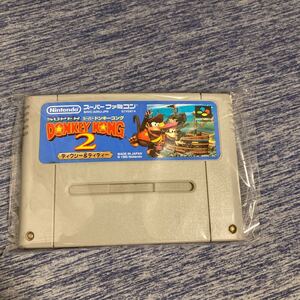 Nintendo スーパーファミコン
SUPER スーパードンキーコング
DONKEY KONG
2
ディクシー&ディディー
MADE IN JAPAN
© 1995 Nintendo